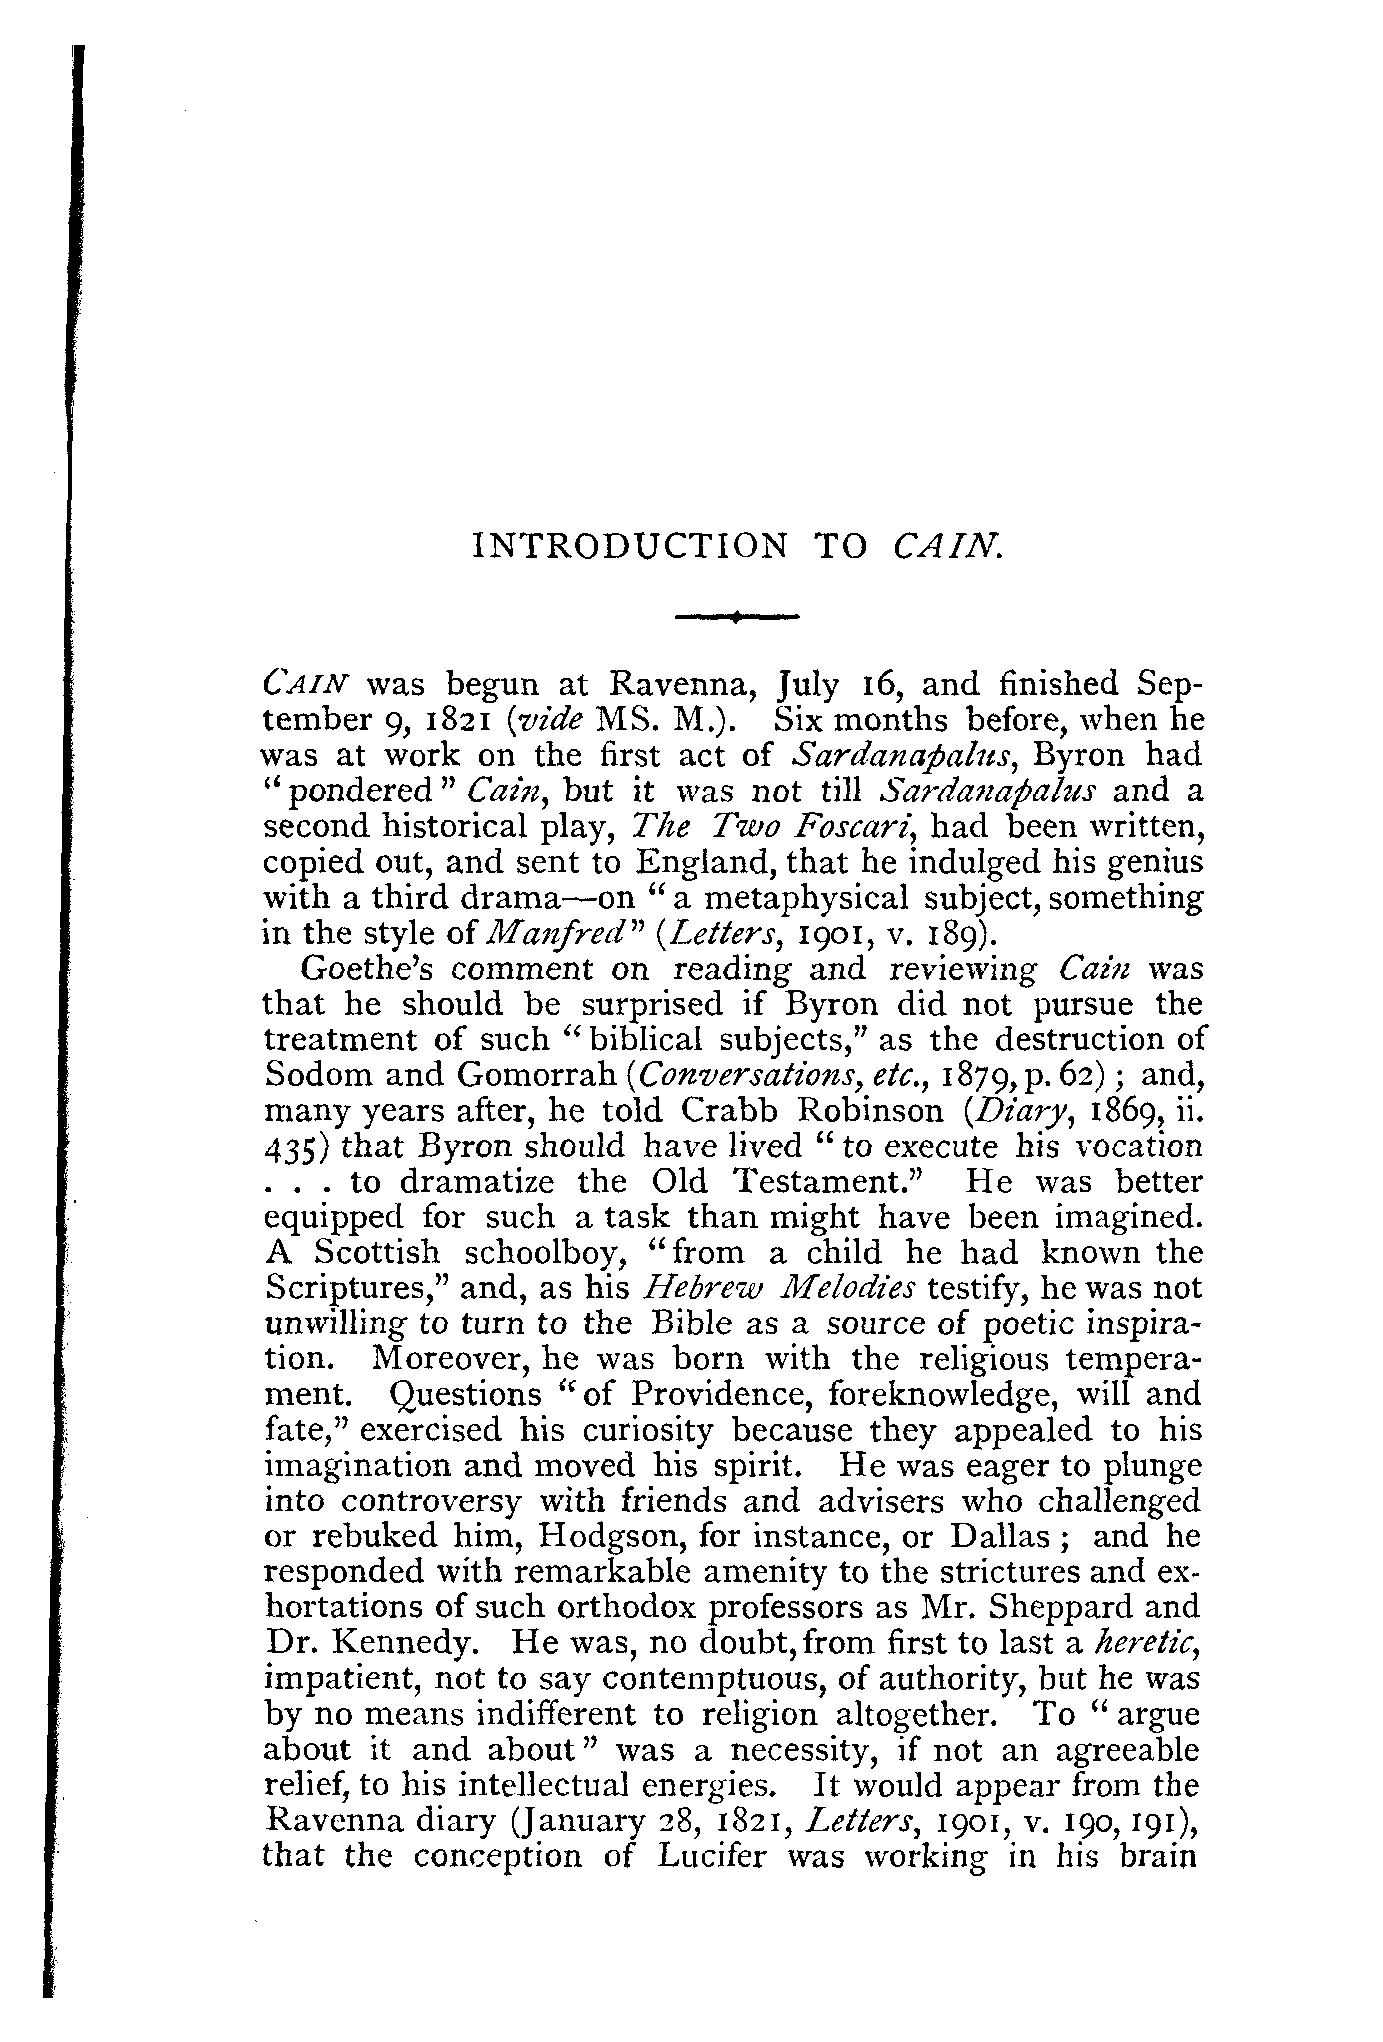 INTRODUCTION TO CAIN.
CAIN was begun at Ravenna, July 16, and finished Sep-
tember 9, 1821 (vide MS. M.). Six months before, when he
was at work on the first act of Sardanapalus, Byron had
“pondered” Cain, but it was not till Sardanapalus and a
second historical play, The Two Foscari, had been written,
copied out, and sent to England, that he indulged his genius
with a third drama—on “a metaphysical subject, something
in the style of Manfred” (Letters, 1901, v. 189).
Goethe’s comment on reading and reviewing Cain was
that he should be surprised if Byron did not pursue the
treatment of such “biblical subjects,” as the destruction of
Sodom and Gomorrah (Conversations, etc., 1879, p. 62); and,
many years after, he told Crabb Robinson (Diary, 1869, ii.
435) that Byron should have lived “to execute his vocation
. . . to dramatize the Old Testament.” He was better
equipped for such a task than might have been imagined.
A Scottish schoolboy, “from a child he had known the
Scriptures,” and, as his Hebrew Melodies testify, he was not
unwilling to turn to the Bible as a source of poetic inspira-
tion. Moreover, he was born with the religious tempera-
ment. Questions “of Providence, foreknowledge, will and
fate,” exercised his curiosity because they appealed to his
imagination and moved his spirit. He was eager to plunge
into controversy with friends and advisers who challenged
or rebuked him, Hodgson, for instance, or Dallas; and he
responded with remarkable amenity to the strictures and ex-
hortations of such orthodox professors as Mr. Sheppard and
Dr. Kennedy. He was, no doubt, from first to last a heretic,
impatient, not to say contemptuous, of authority, but he was
by no means indifferent to religion altogether. To “argue
about it and about” was a necessity, if not an agreeable
relief, to his intellectual energies. It would appear from the
Ravenna diary (January 28, 1821, Letters, 1901, v. 190, 191),
that the conception of Lucifer was working in his brain